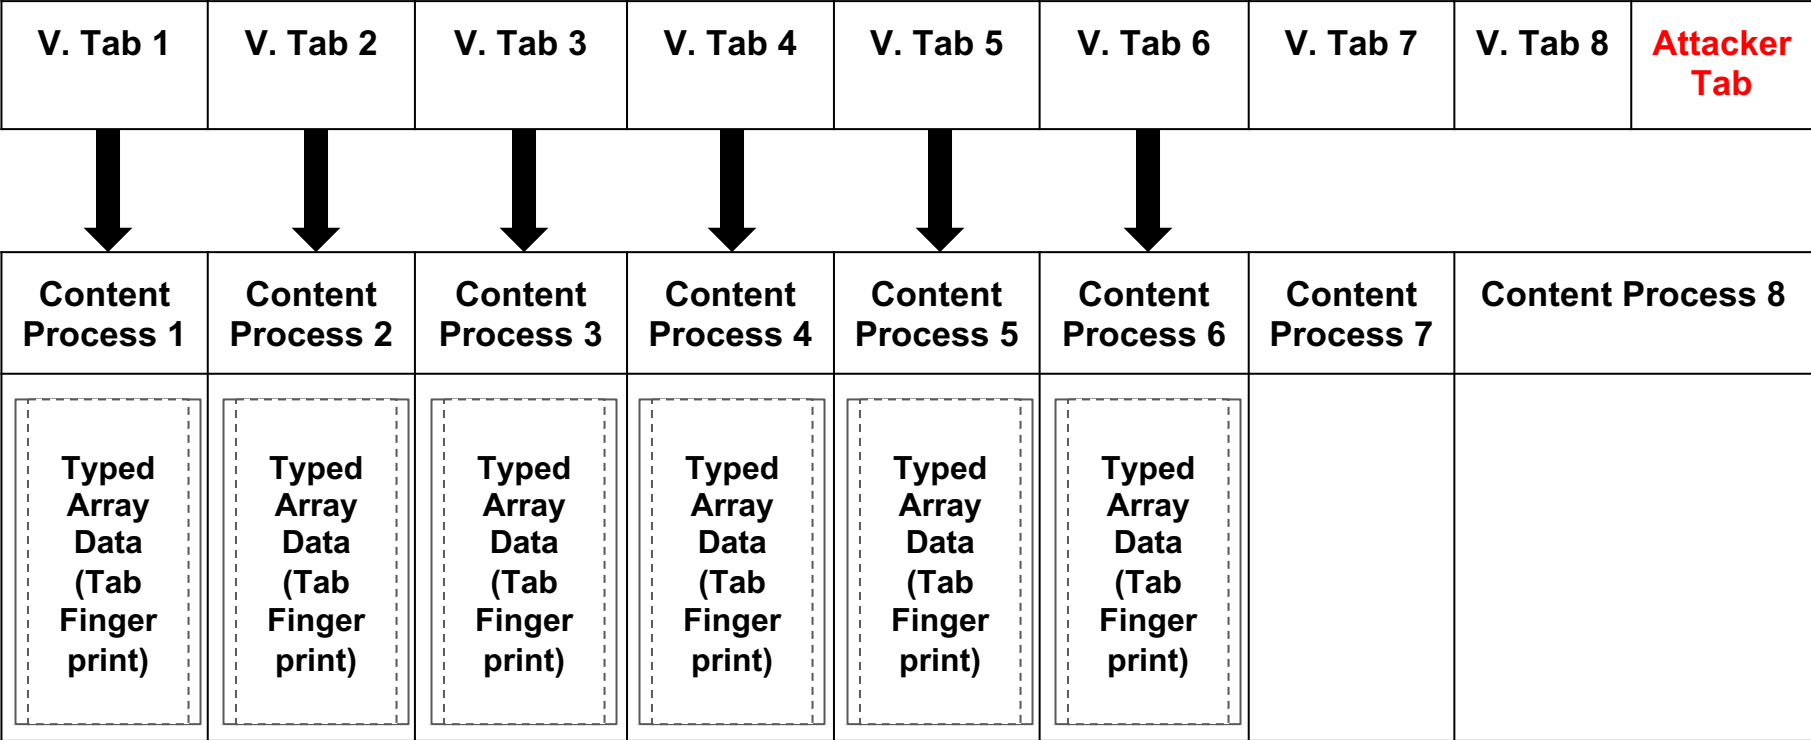 V. Tab 1
V. Tab 2
V. Tab 3
V. Tab 4
V. Tab 5
V. Tab 6
V. Tab 7
V. Tab 8
Attacker
Tab
Content
Process 1
Content
Process 2
Content
Process 3
Content
Process 4
Content
Process 5
Content
Process 6
Content
Process 7
Content Process 8
Typed
Array
Data
(Tab
Finger
print)
Typed
Array
Data
(Tab
Finger
print)
Typed
Array
Data
(Tab
Finger
print)
Typed
Array
Data
(Tab
Finger
print)
Typed
Array
Data
(Tab
Finger
print)
Typed
Array
Data
(Tab
Finger
print)